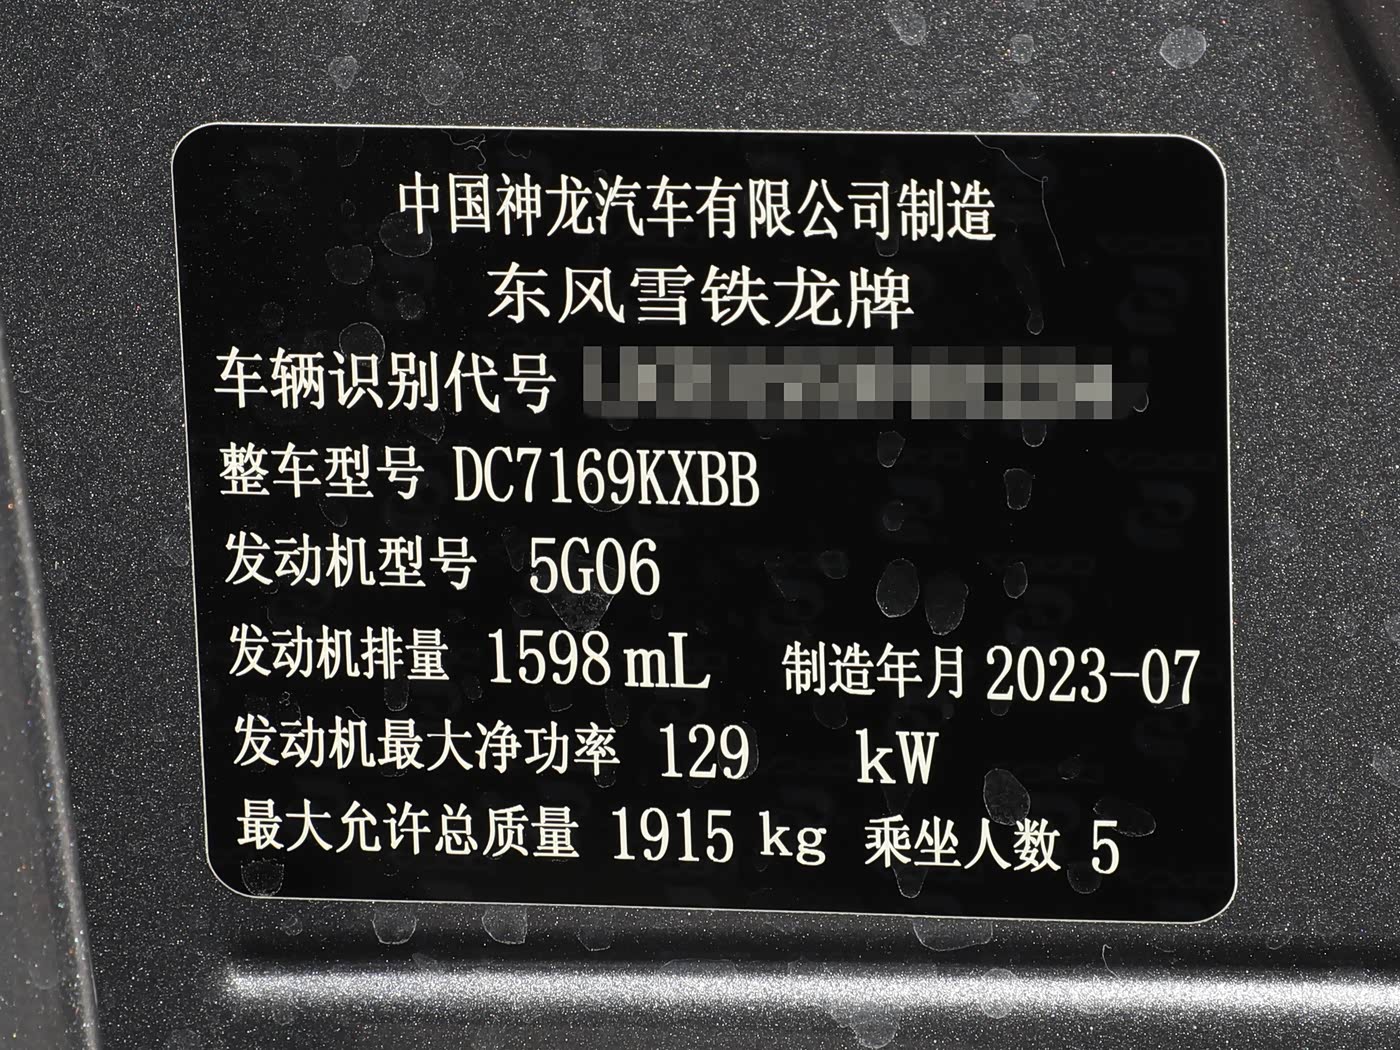 中国神龙汽车有限公司制造
东风雪铁龙牌
车辆识别代号
整车型号 DC7169KXBB
发动机型号 5G06
发动机排量 1598 mL 制造年月 2023-07
发动机最大净功率 129 kW
最大允许总质量 1915 kg 乘坐人数 5